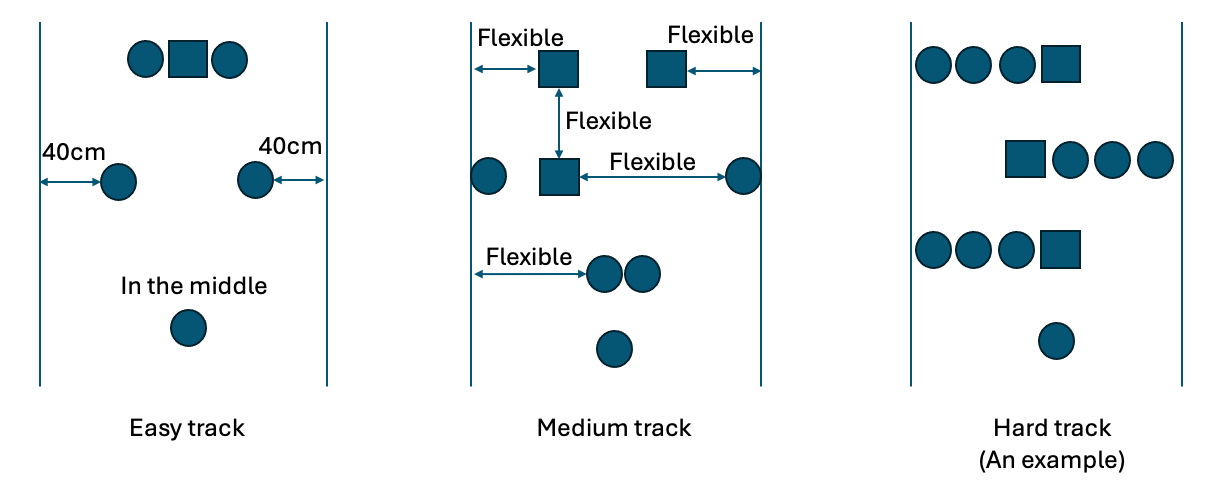 40cm
40cm
In the middle
Easy track
Flexible
Flexible
Flexible
Flexible
Flexible
Medium track
Hard track
(An example)